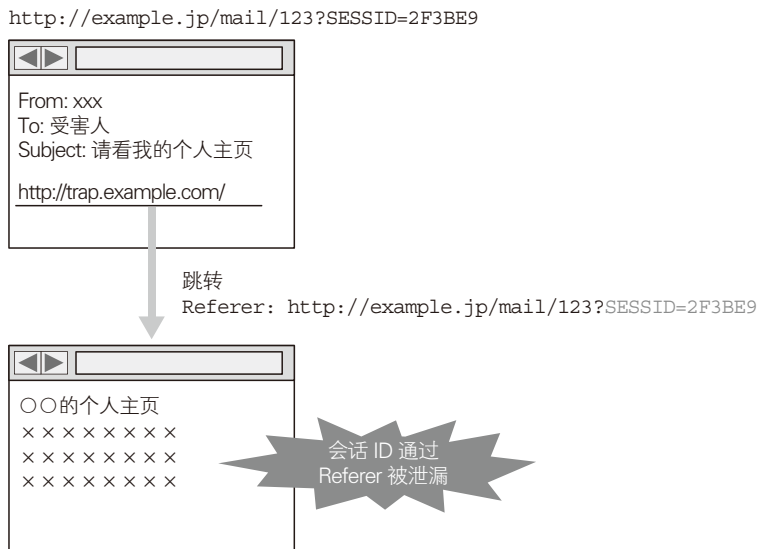 http://example.jp/mail/123?SESSID=2F3BE9
From: xxx
To: 受害人
Subject: 请看我的个人主页
http://trap.example.com/
跳转
Referer: http://example.jp/mail/123?SESSID=2F3BE9
○○的个人主页
××××××××
××××××××
××××××××
会话 ID 通过
Referer 被泄漏